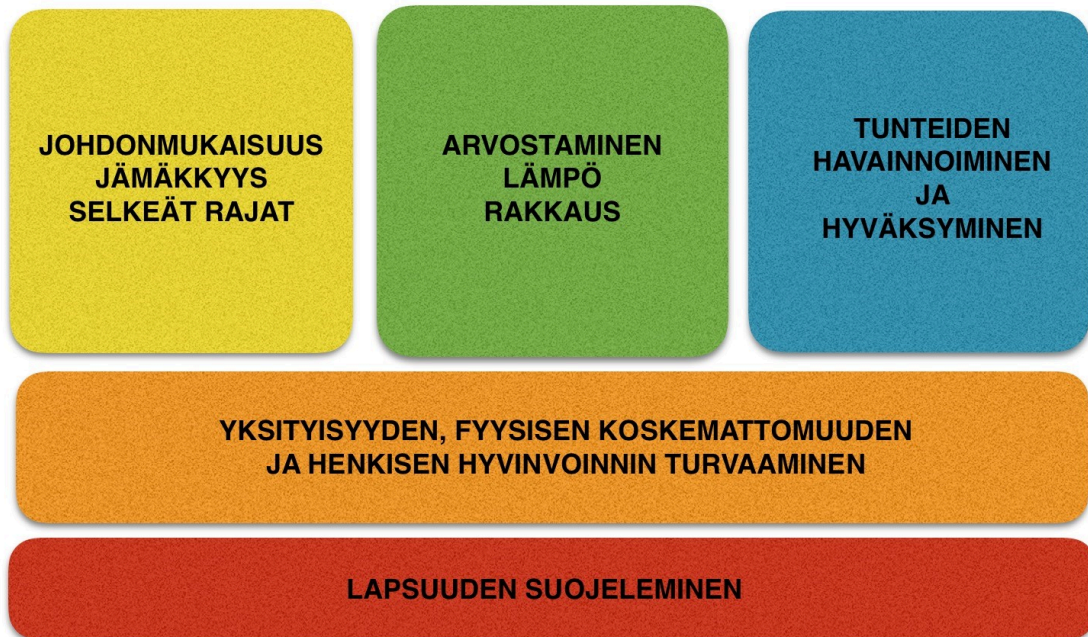 JOHDONMUKAISUUS
JÄMÄKKYYS
SELKEÄT RAJAT
ARVOSTAMINEN
LÄMPÖ
RAKKAUS
TUNTEIDEN
HAVAINNOIMINEN
JA
HYVÄKSYMINEN
YKSITYISYYDEN, FYYSISEN KOSKEMATTOMUUDEN
JA HENKISEN HYVINVOINNIN TURVAAMINEN
LAPSUUDEN SUOJELEMINEN